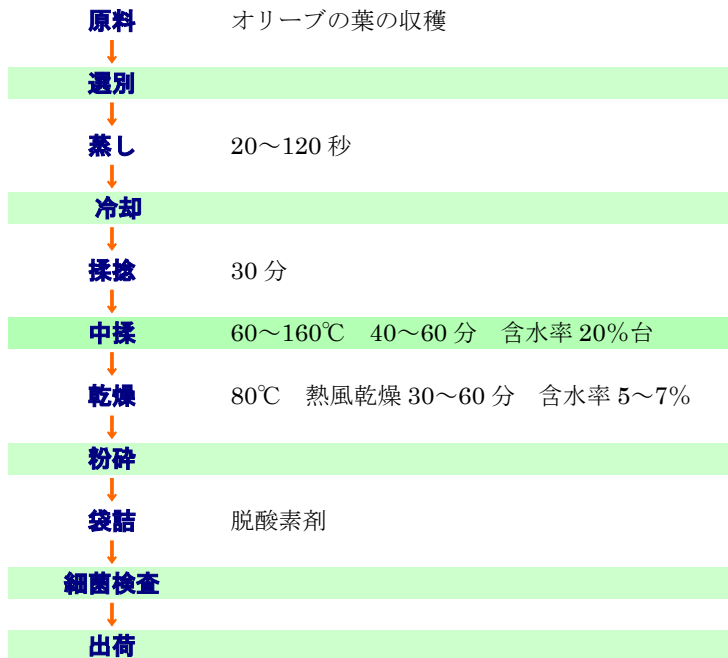 原料　オリーブの葉の収穫
↓
選別
↓
蒸し　20～120 秒
↓
冷却
↓
揉捻　30 分
↓
中揉　60～160℃　40～60 分　含水率 20％台
↓
乾燥　80℃　熱風乾燥 30～60 分　含水率 5～7％
↓
粉砕
↓
袋詰　脱酸素剤
↓
細菌検査
↓
出荷